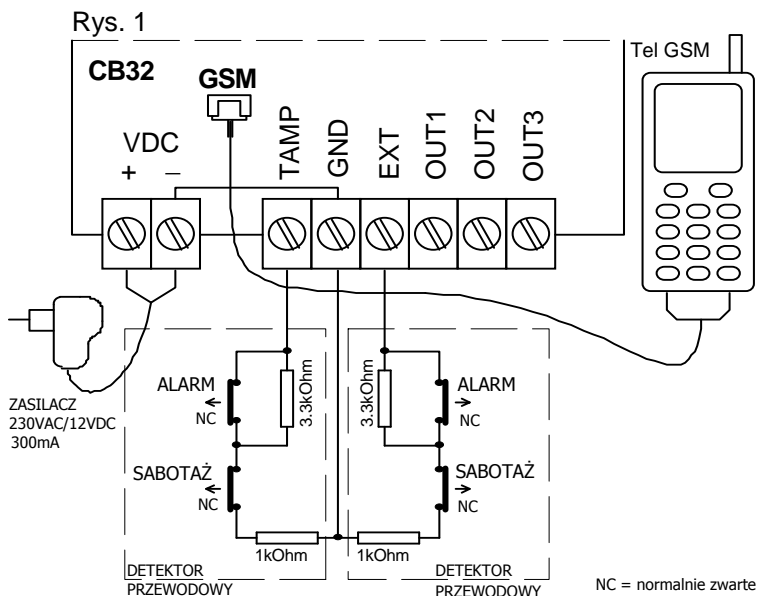 Rys. 1
Tel GSM
CB32
GSM
VDC
+ −
TAMP
GND
EXT
OUT1
OUT2
OUT3
ZASILACZ
230VAC/12VDC
300mA
ALARM
NC
3.3kOhm
SABOTAŻ
NC
1kOhm
DETEKTOR
PRZEWODOWY
3.3kOhm
ALARM
NC
SABOTAŻ
NC
1kOhm
DETEKTOR
PRZEWODOWY
NC = normalnie zwarte